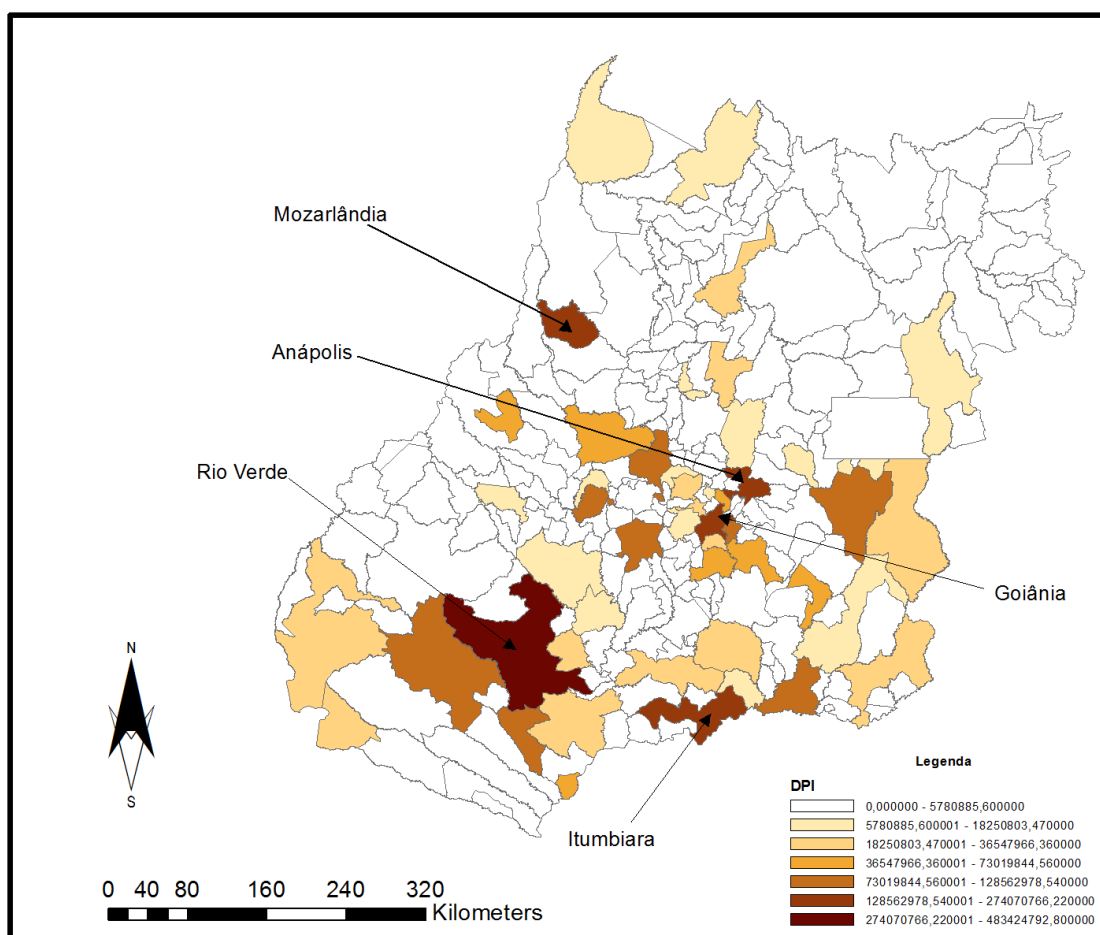 Mozarlândia
Anápolis
Rio Verde
Goiânia
Itumbiara
N
S
0 40 80 160 240 320
Kilometers
Legenda
DPI
0,000000 - 5780885,600000
5780885,600001 - 18250803,470000
18250803,470001 - 36547966,360000
36547966,360001 - 73019844,560000
73019844,560001 - 128562978,540000
128562978,540001 - 274070766,220000
274070766,220001 - 483424792,800000